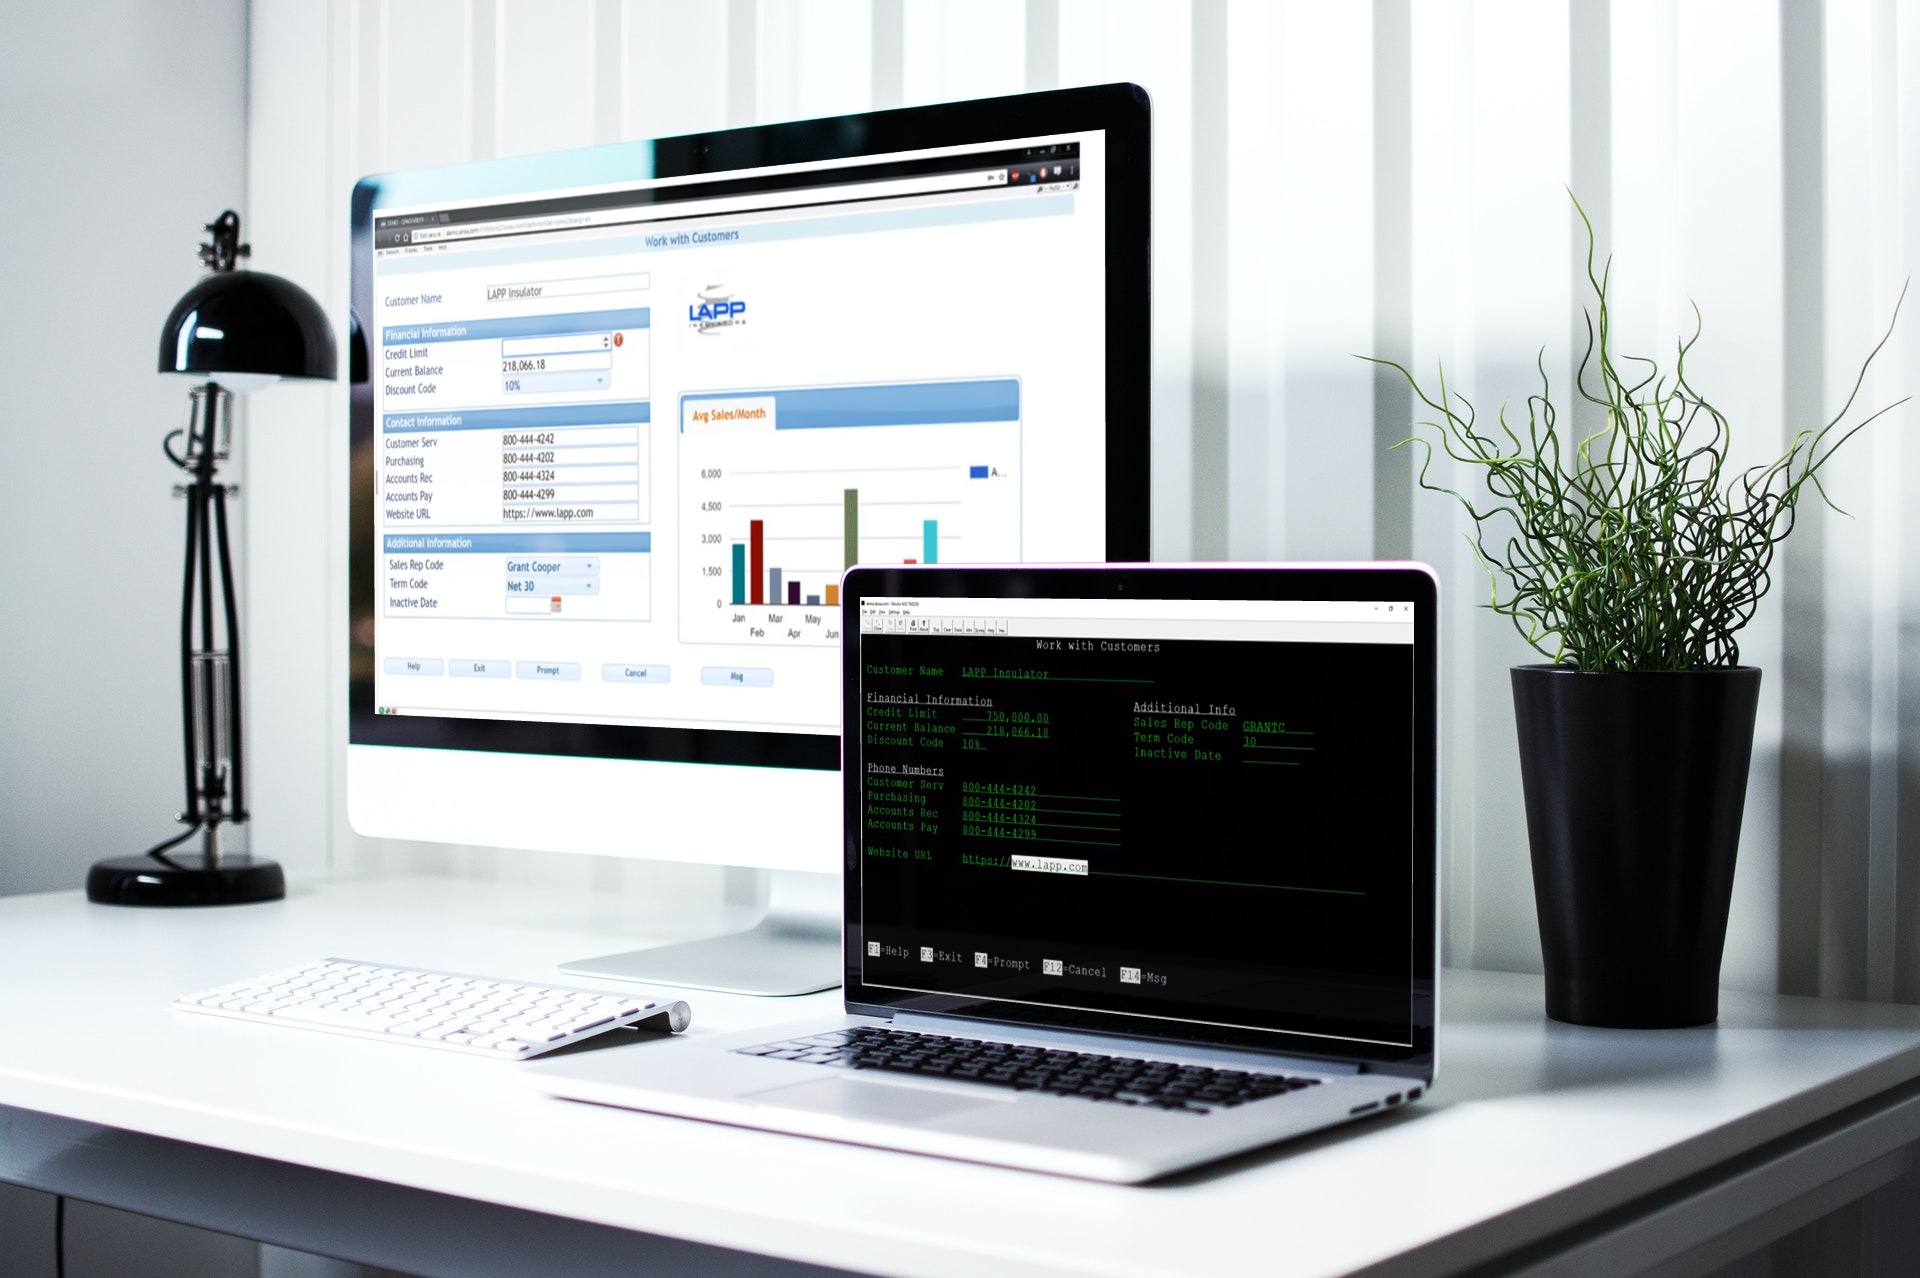 Work with Customers
Customer Name LAPP Insulator
Financial Information
Credit Limit
Current Balance 218,066.18
Discount Code 10%
Contact Information
Customer Serv 800-444-4242
Purchasing 800-444-4202
Accounts Rec 800-444-4324
Accounts Pay 800-444-4299
Website URL https://www.lapp.com
Additional Information
Sales Rep Code Grant Cooper
Term Code Net 30
Inactive Date
Help Exit Prompt Cancel Msg
LAPP
INSULATORS
Avg Sales/Month
A...
6,000
4,500
3,000
1,500
0
Jan Mar May
Feb Apr Jun
Work with Customers
Customer Name LAPP Insulator
Financial Information
Credit Limit 750,000.00
Current Balance 218,066.18
Discount Code 10%
Additional Info
Sales Rep Code GRANTC
Term Code 30
Inactive Date
Phone Numbers
Customer Serv 800-444-4242
Purchasing 800-444-4202
Accounts Rec 800-444-4324
Accounts Pay 800-444-4299
Website URL https://www.lapp.com
F1=Help F3=Exit F4=Prompt F12=Cancel F14=Msg